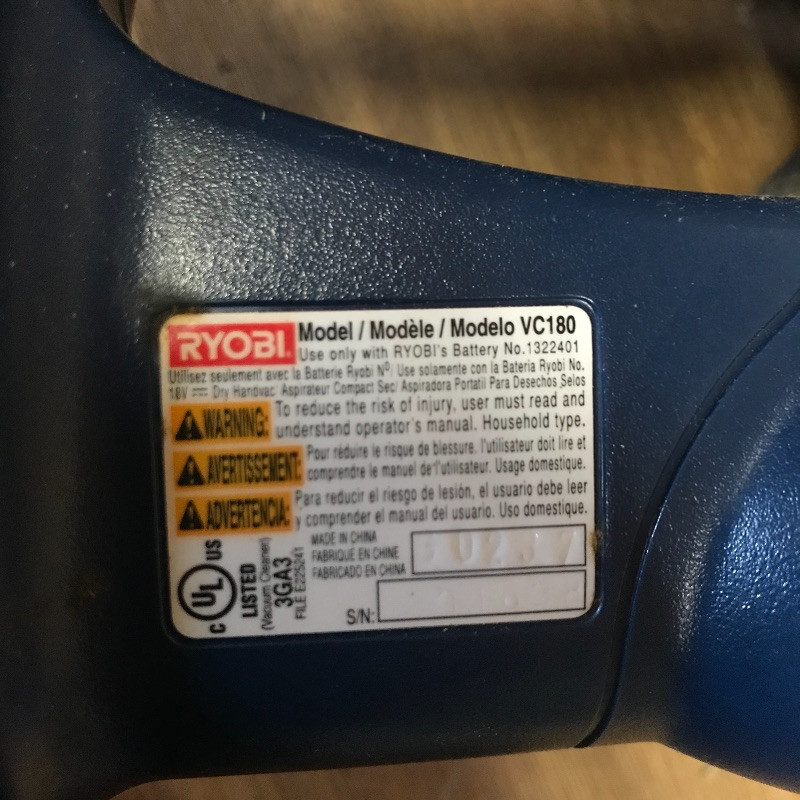 RYOBI
Model / Modèle / Modelo VC180
Use only with RYOBI's Battery No.1322401
Utilisez seulement avec la Batterie Ryobi Nº: Use solamente con la Bateria Ryobi No.
18V Dry Handvac Aspirateur Compact Sec/ Aspiradora Portatil Para Desechos Selos
WARNING: To reduce the risk of injury, user must read and
understand operator's manual. Household type.
AVERTISSEMENT: Pour réduire le risque de blessure. l'utilisateur doit lire et
comprendre le manuel de l'utilisateur. Usage domestique.
ADVERTENCIA: Para reducir el riesgo de lesión, el usuario debe leer
y comprender el manual del usuario. Uso domestique.
C UL US
LISTED
(Vacuum Cleaner)
3GA3
FILE E225241
MADE IN CHINA
FABRIQUE EN CHINE
FABRICADO EN CHINA
S/N: